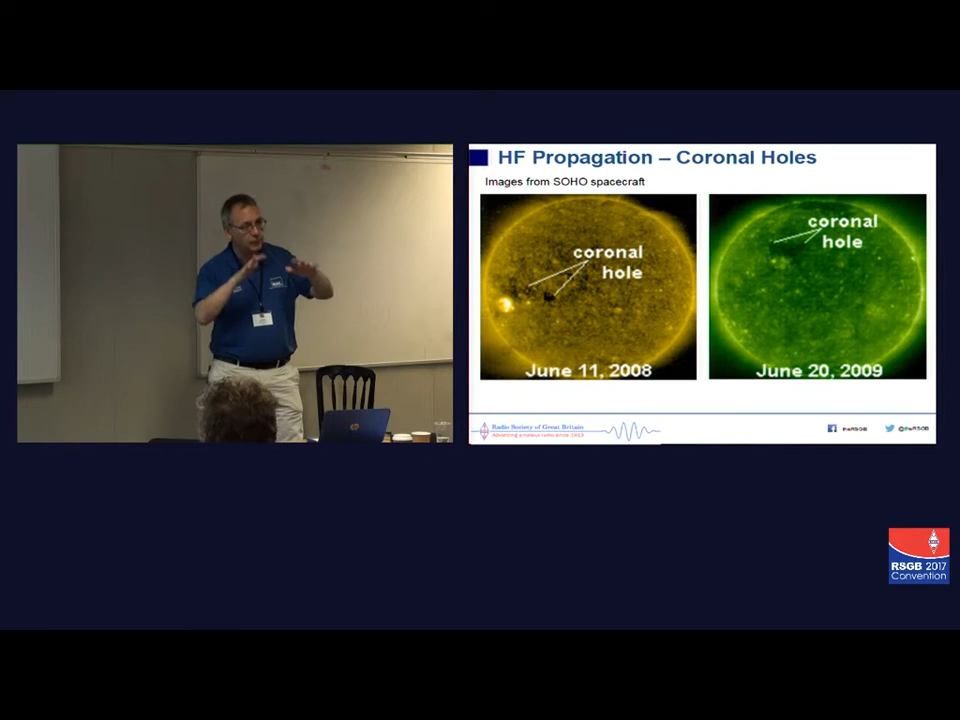 HF Propagation – Coronal Holes
Images from SOHO spacecraft
coronal
hole
June 11, 2008
coronal
hole
June 20, 2009
Radio Society of Great Britain
Advancing amateur radio since 1913
theRSGB
@theRSGB
RSGB 2017
Convention
hp